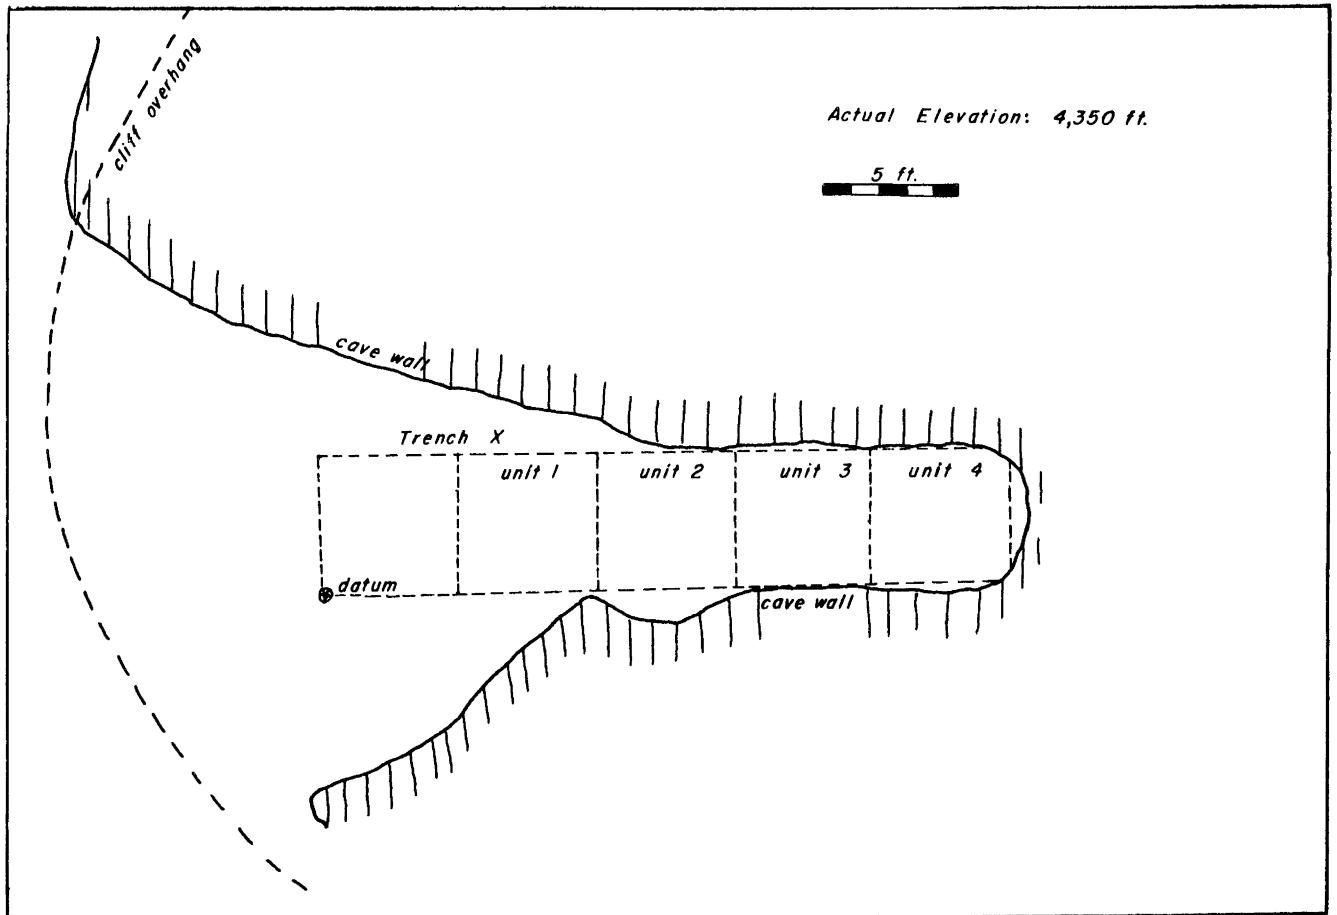 cliff overhang
Actual Elevation: 4,350 ft.
5 ft.
cave wall
Trench X
unit 1
unit 2
unit 3
unit 4
datum
cave wall